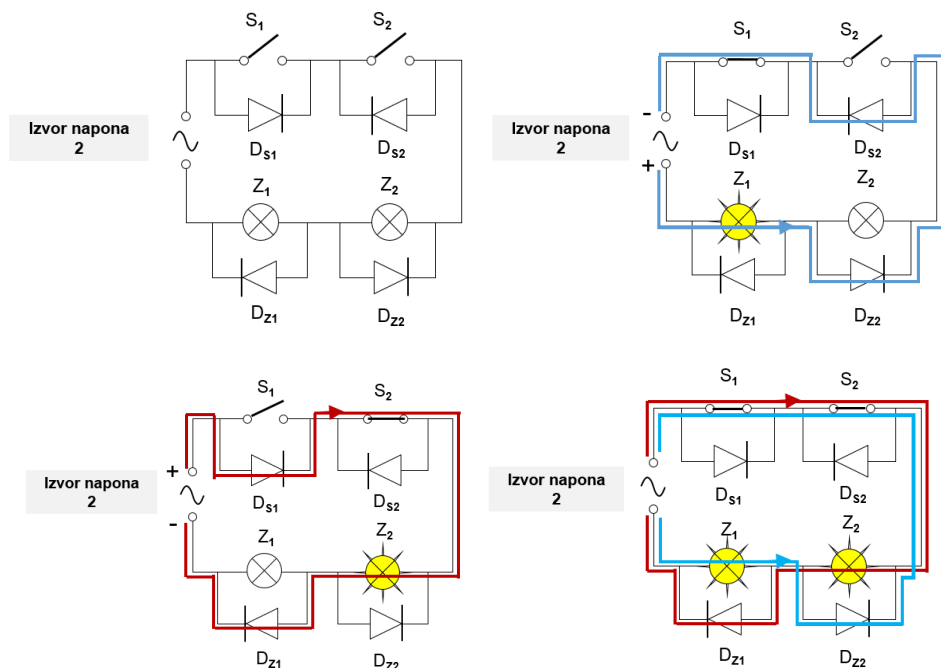 S1
S2
Izvor napona
2
DS1
DS2
Z1
Z2
DZ1
DZ2
S1
S2
Izvor napona
2
-
+
DS1
DS2
Z1
Z2
DZ1
DZ2
S1
S2
Izvor napona
2
+
-
DS1
DS2
Z1
Z2
DZ1
DZ2
S1
S2
Izvor napona
2
DS1
DS2
Z1
Z2
DZ1
DZ2